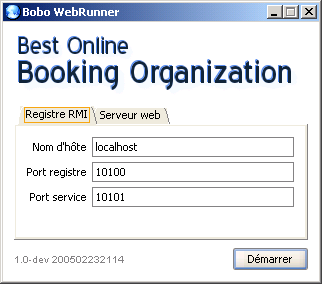 Bobo WebRunner
Best Online
Booking Organization
Registre RMI Serveur web
Nom d'hôte localhost
Port registre 10100
Port service 10101
1.0-dev 200502232114 Démarrer